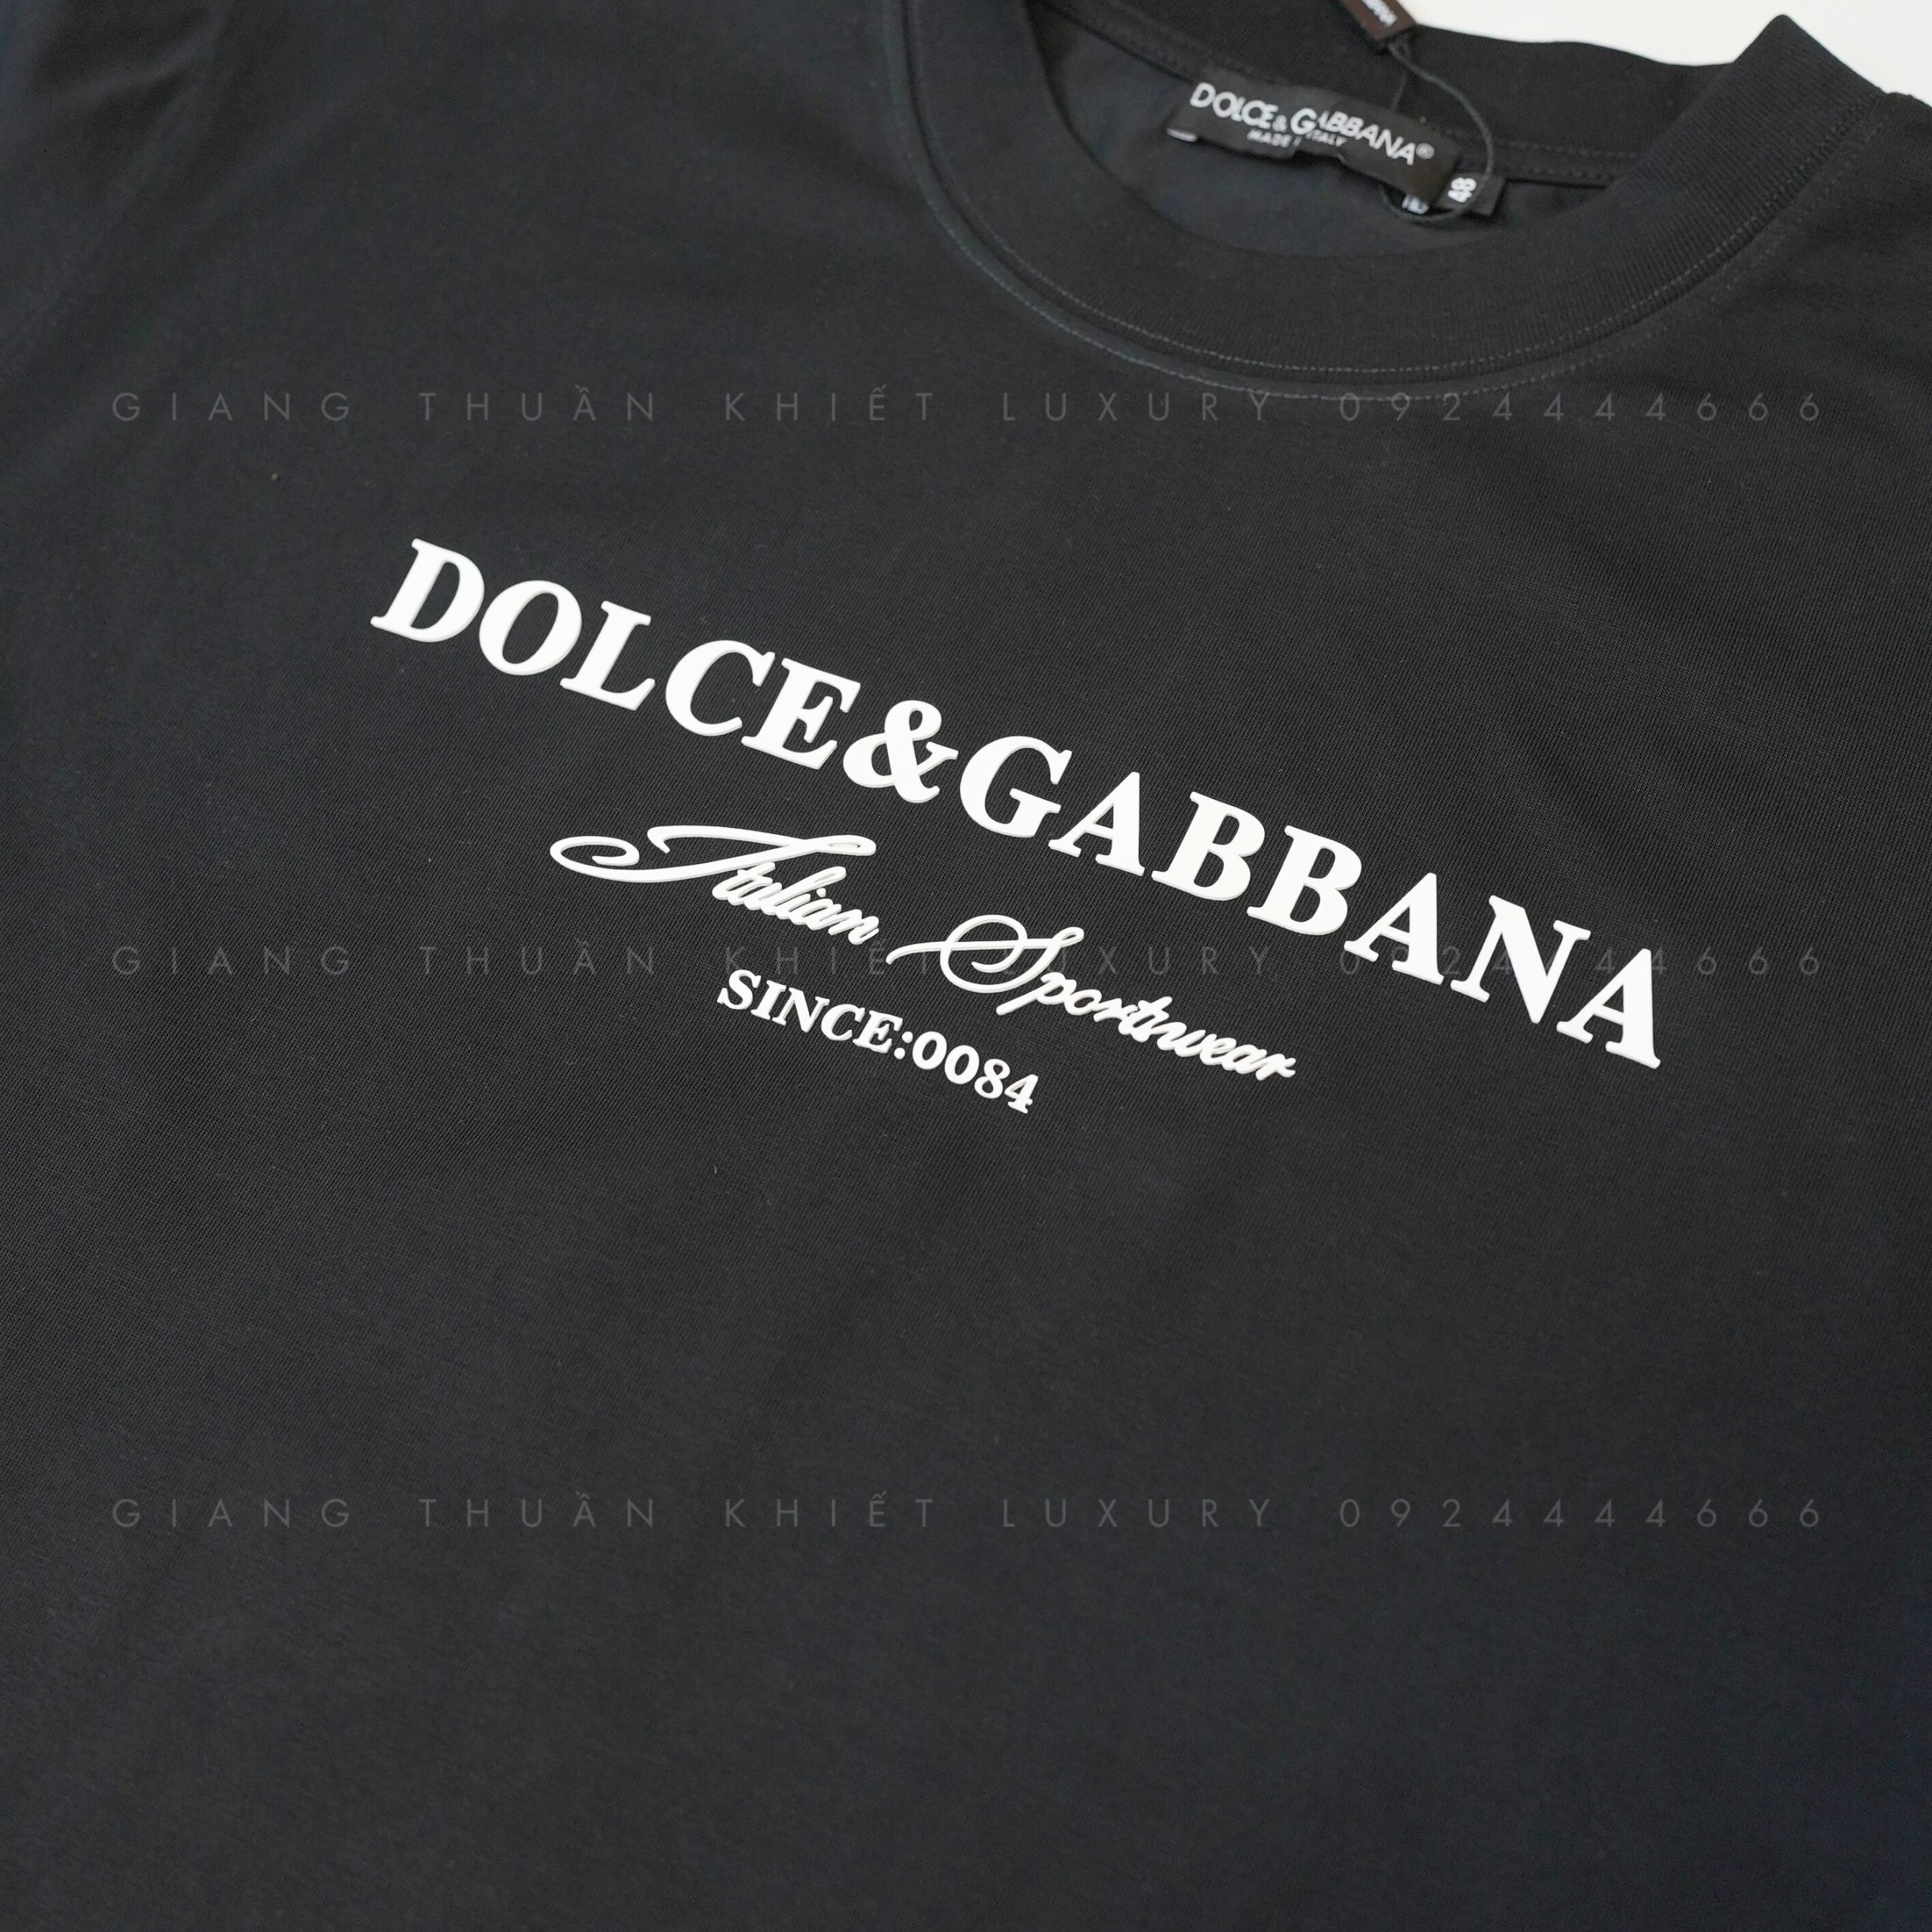 DOLCE&GABBANA®
MADE IN ITALY
48
GIANG THUẦN KHIẾT LUXURY 0924444666
DOLCE&GABBANA
Italian Sportswear
GIANG THUẦN KHIẾT LUXURY 0924444666
SINCE:0084
GIANG THUẦN KHIẾT LUXURY 0924444666